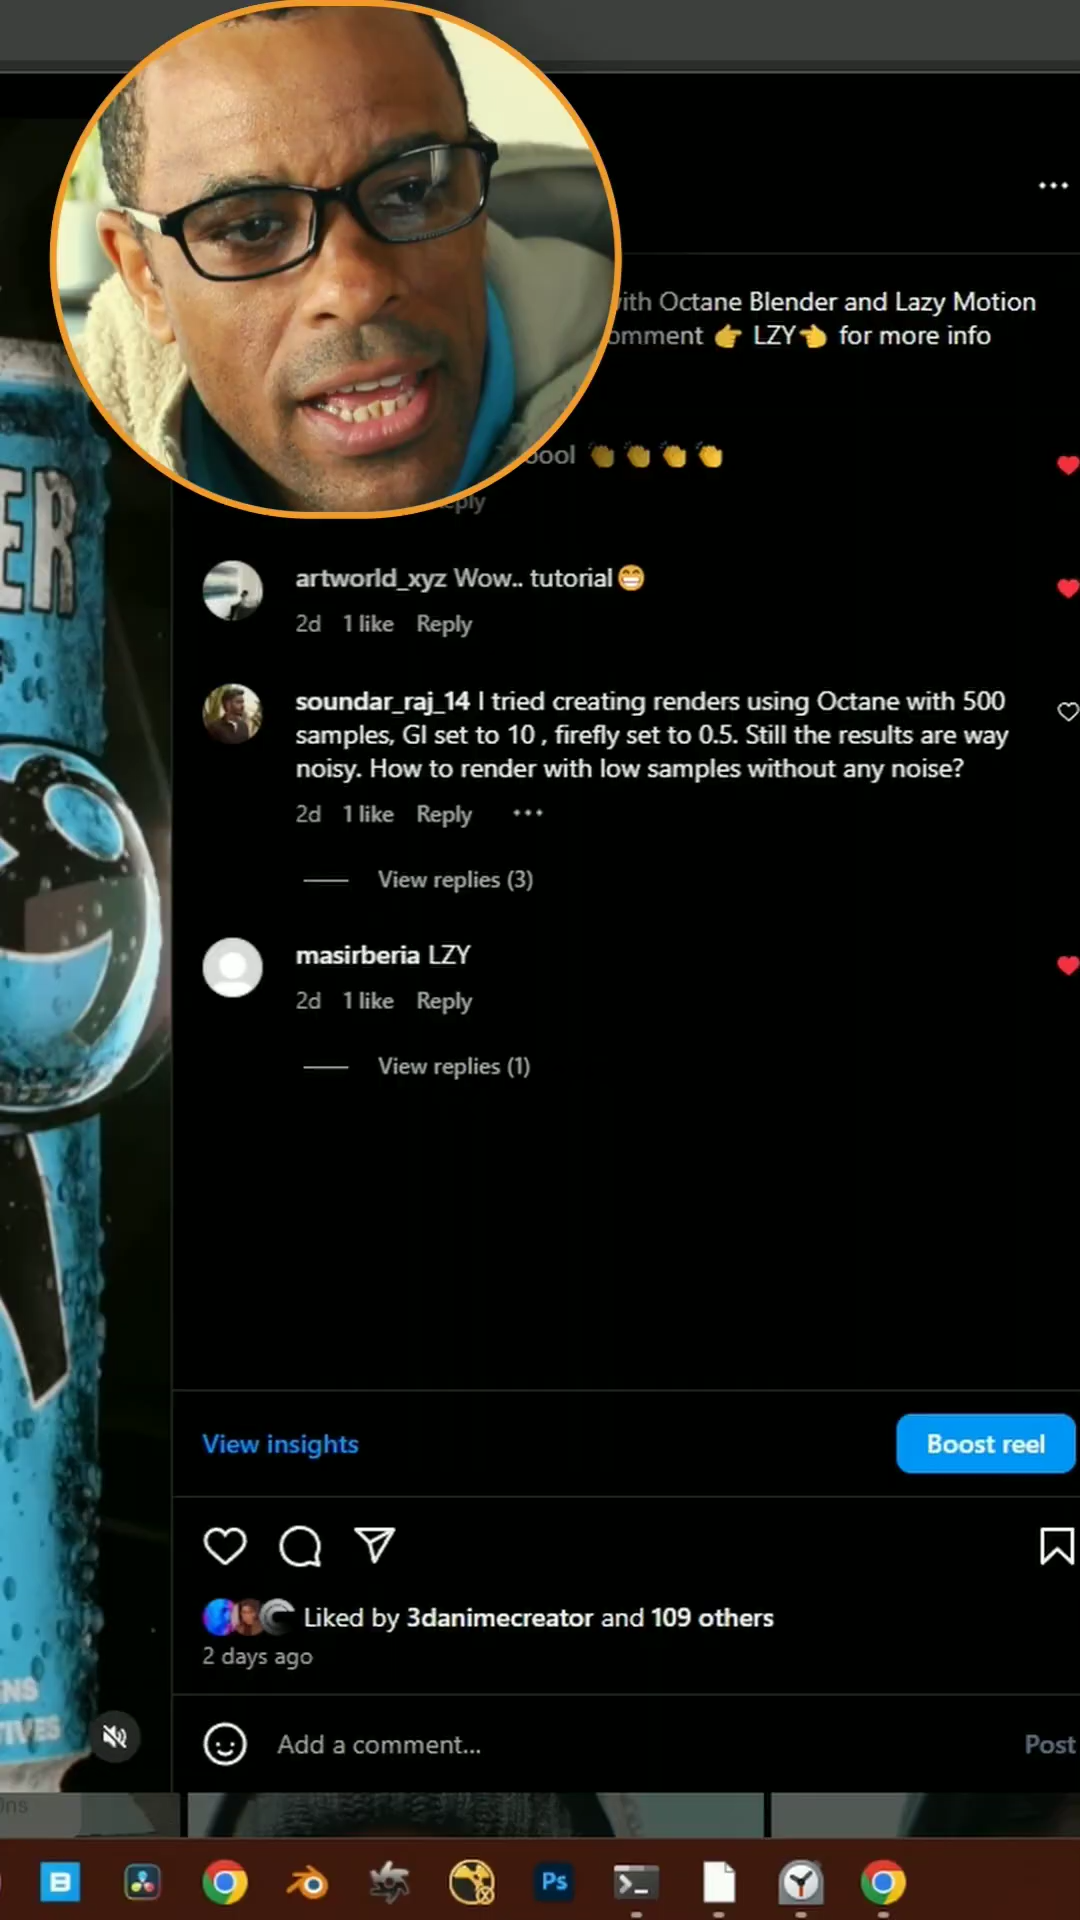 ith Octane Blender and Lazy Motion
omment 👉 LZY👈 for more info
ool 👏👏👏👏
eply
artworld_xyz Wow.. tutorial😁
2d 1 like Reply
soundar_raj_14 I tried creating renders using Octane with 500
samples, GI set to 10 , firefly set to 0.5. Still the results are way
noisy. How to render with low samples without any noise?
2d 1 like Reply
View replies (3)
masirberia LZY
2d 1 like Reply
View replies (1)
ER
NS
TIVES
View insights
Boost reel
Liked by 3danimecreator and 109 others
2 days ago
Add a comment...
Post
Ps